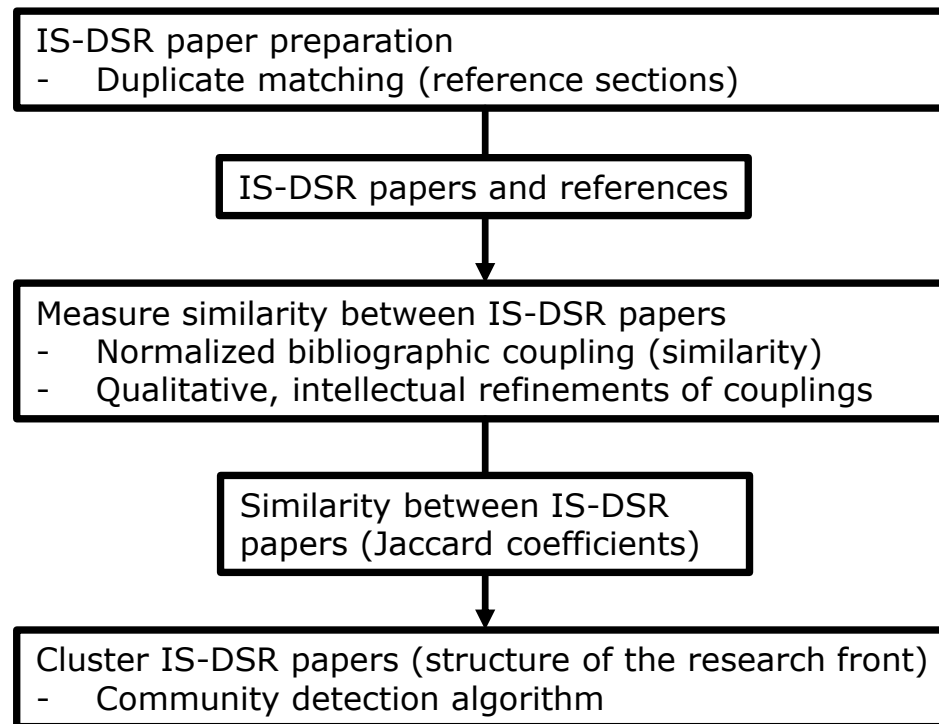 IS-DSR paper preparation
- Duplicate matching (reference sections)
IS-DSR papers and references
Measure similarity between IS-DSR papers
- Normalized bibliographic coupling (similarity)
- Qualitative, intellectual refinements of couplings
Similarity between IS-DSR
papers (Jaccard coefficients)
Cluster IS-DSR papers (structure of the research front)
- Community detection algorithm